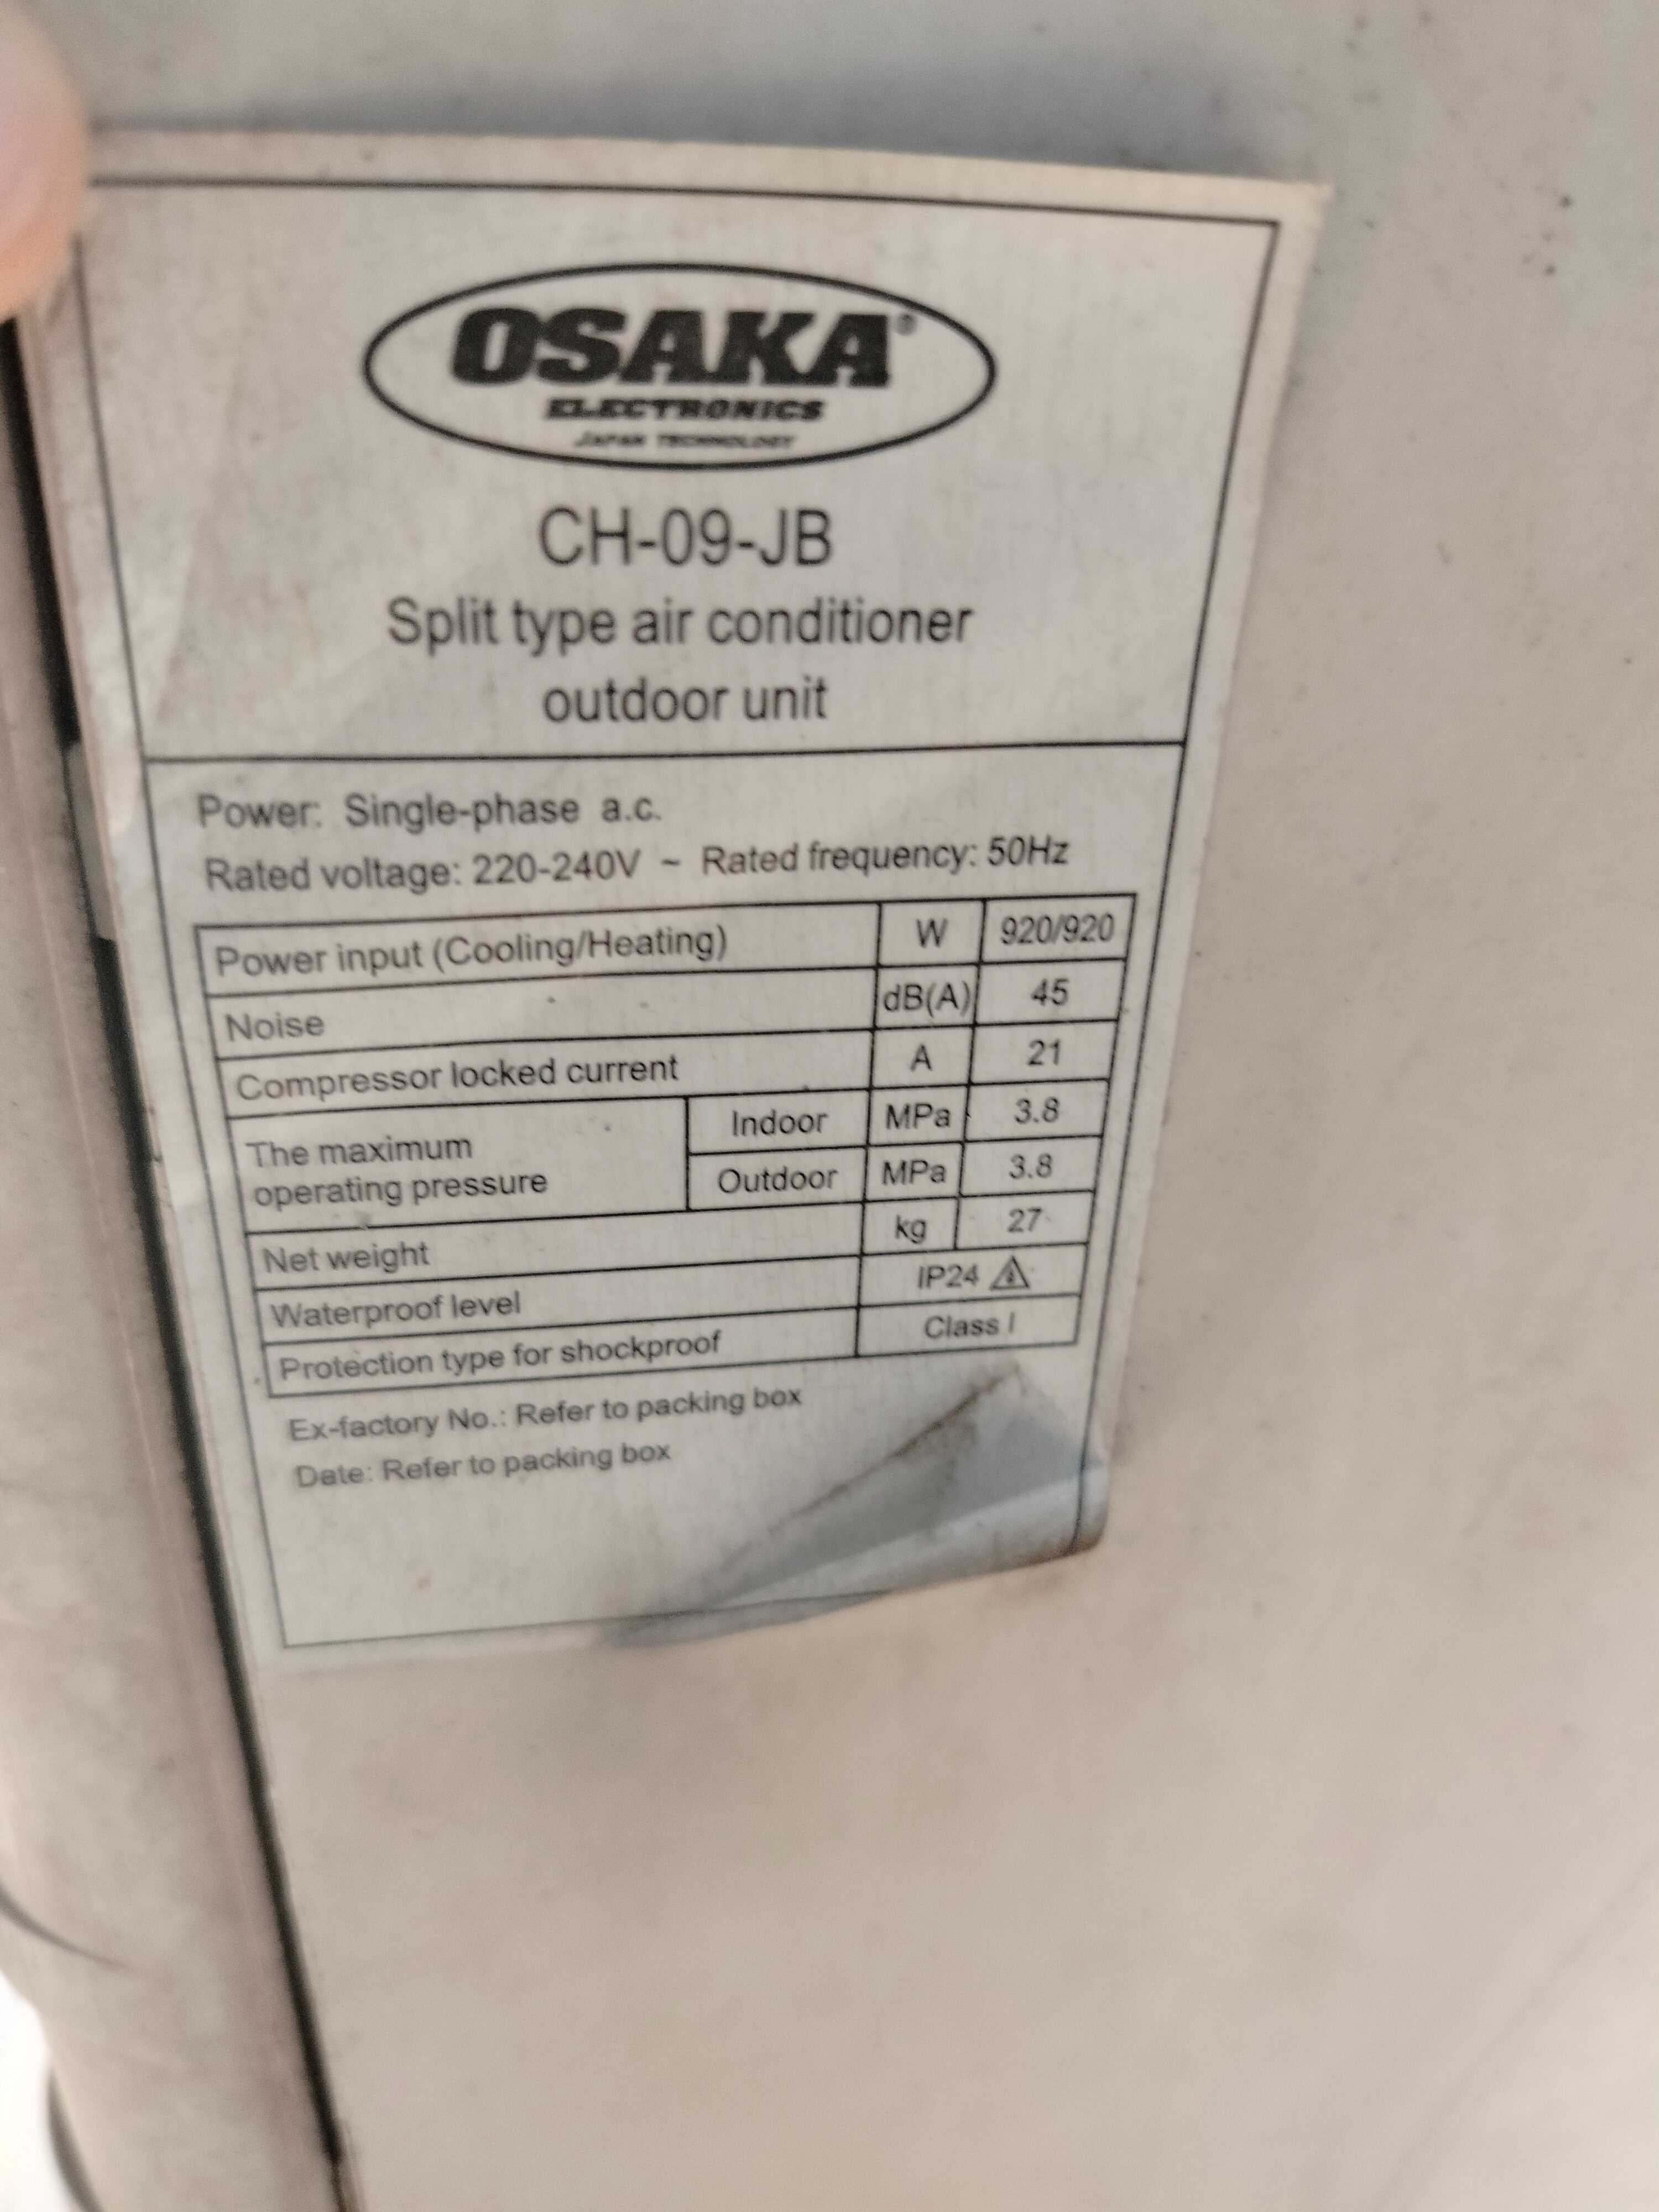 OSAKA®
ELECTRONICS
JAPAN TECHNOLOGY
CH-09-JB
Split type air conditioner
outdoor unit
Power: Single-phase a.c.
Rated voltage: 220-240V ~ Rated frequency: 50Hz
Power input (Cooling/Heating) W 920/920
Noise dB(A) 45
Compressor locked current A 21
The maximum
operating pressure
Indoor MPa 3.8
Outdoor MPa 3.8
Net weight kg 27
Waterproof level IP24
Protection type for shockproof Class I
Ex-factory No.: Refer to packing box
Date: Refer to packing box